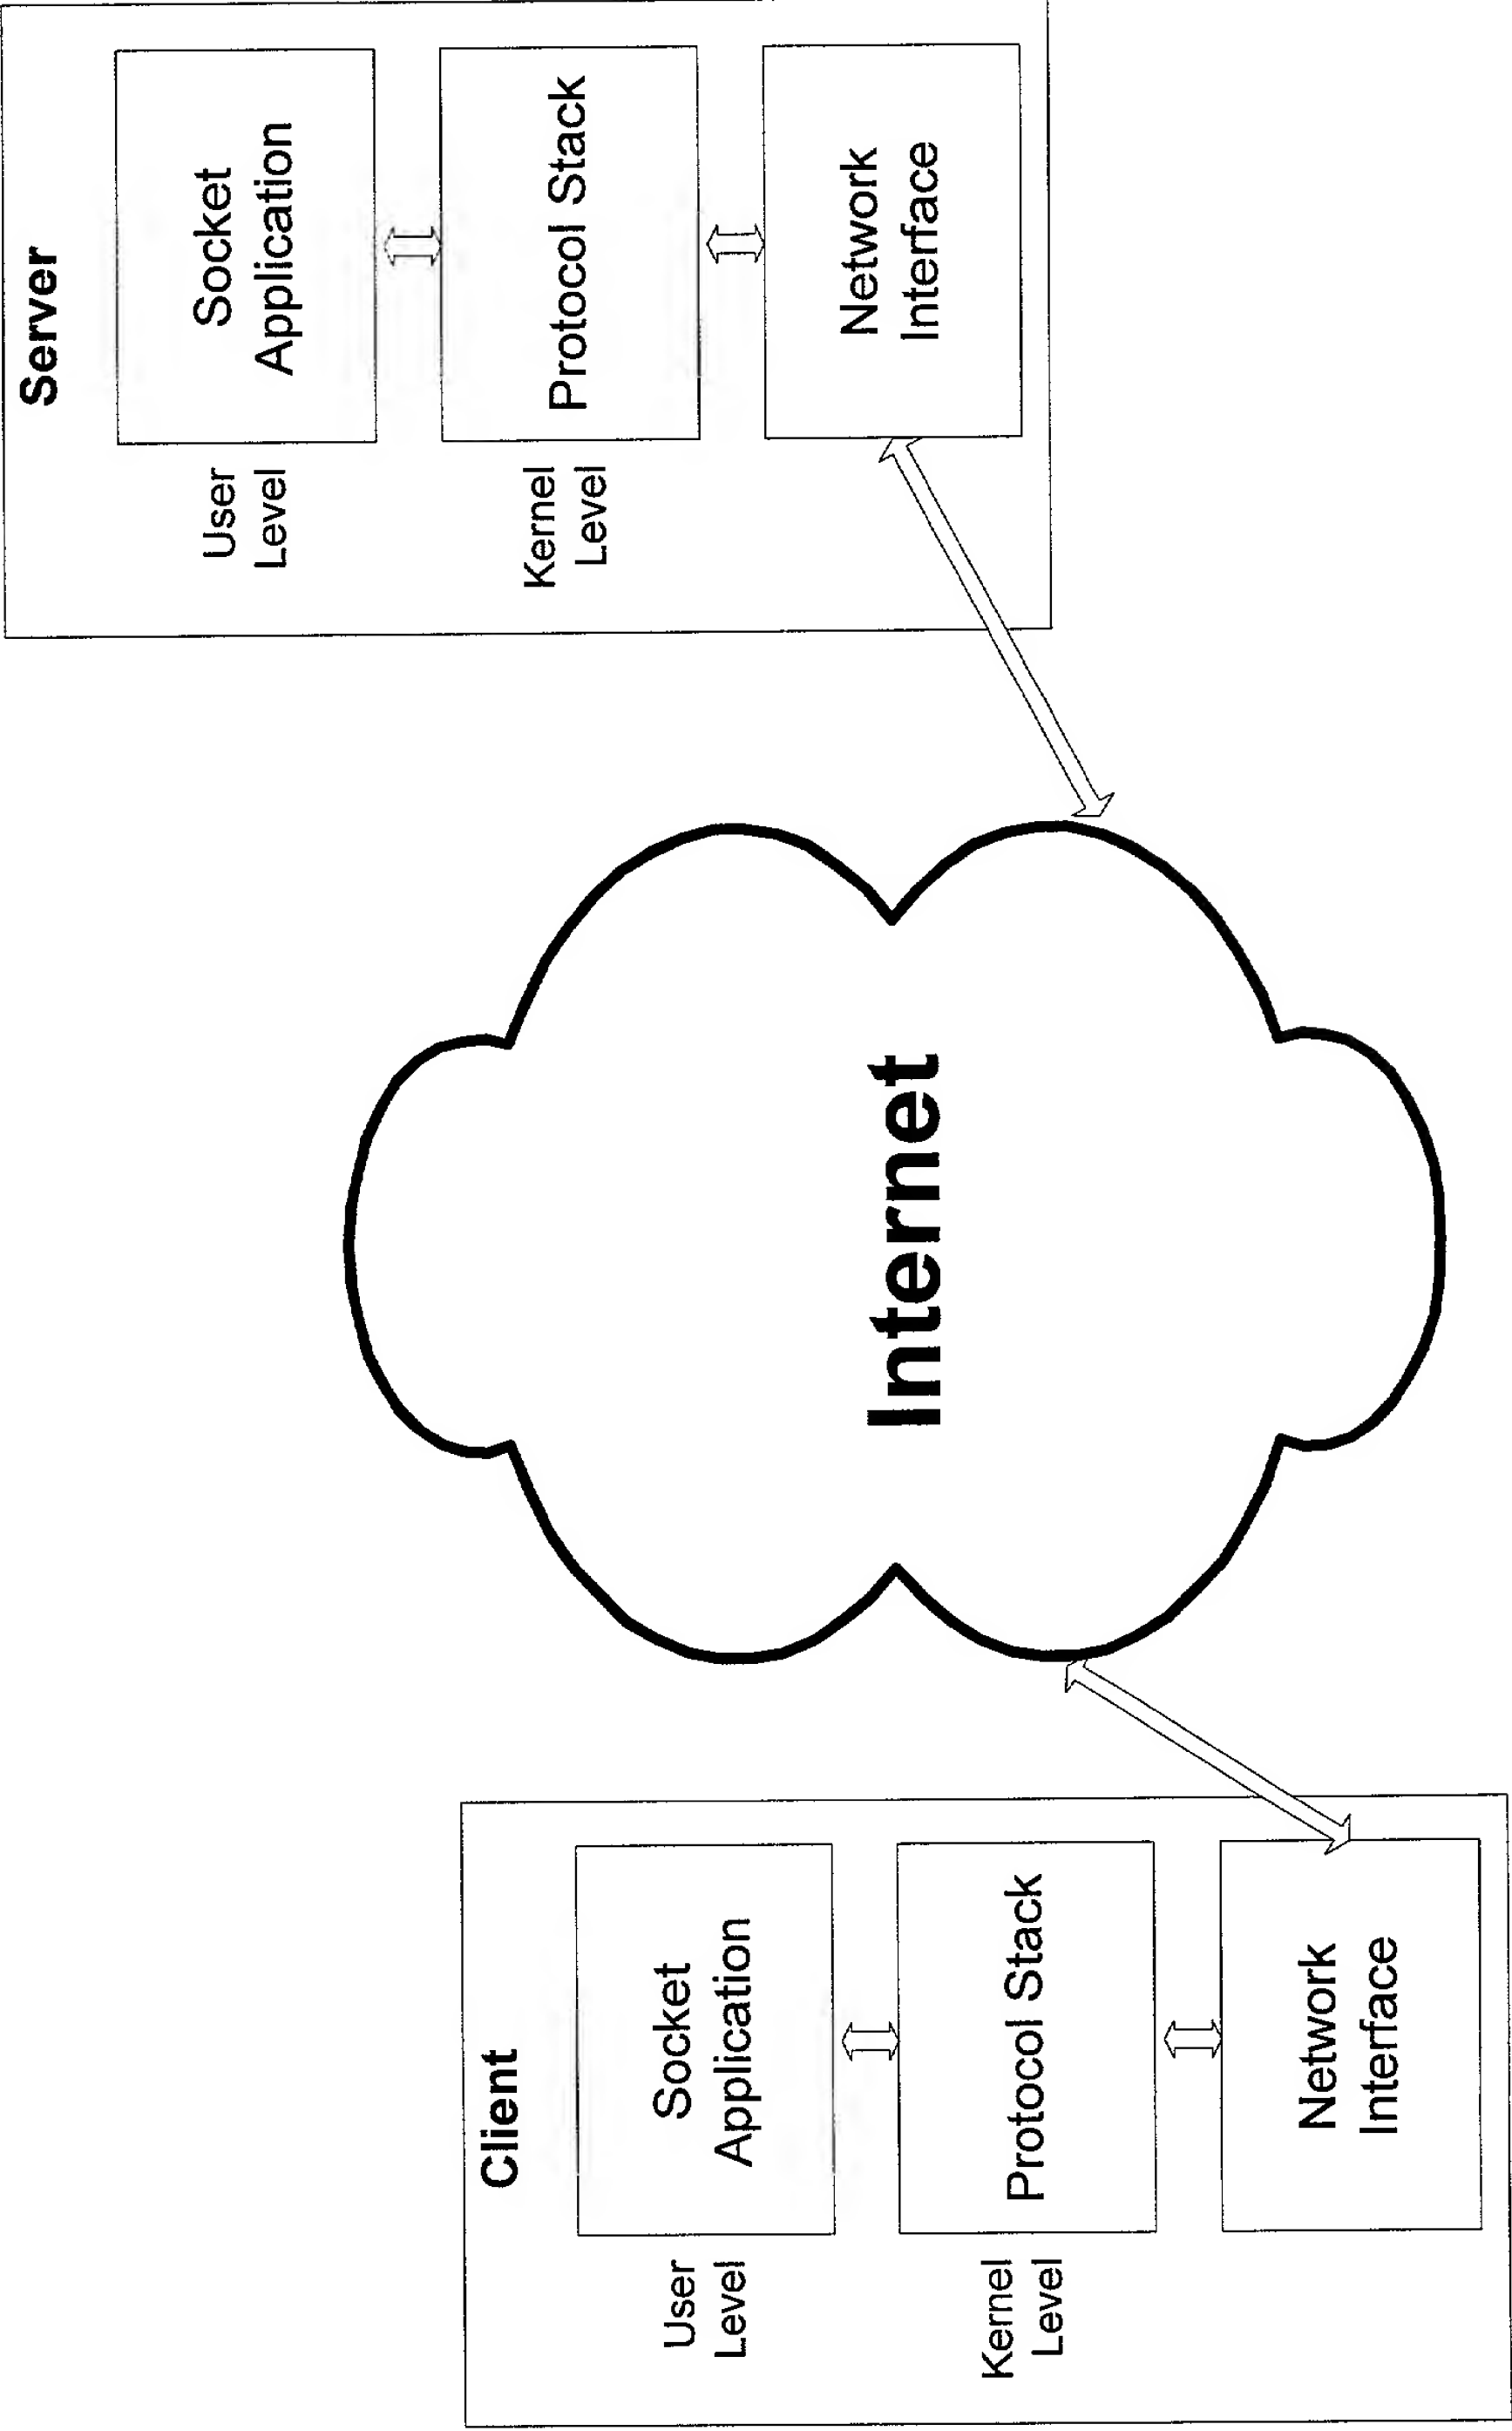 Client
User
Level
Socket
Application
Kernel
Level
Protocol Stack
Network
Interface
Internet
Server
User
Level
Socket
Application
Kernel
Level
Protocol Stack
Network
Interface